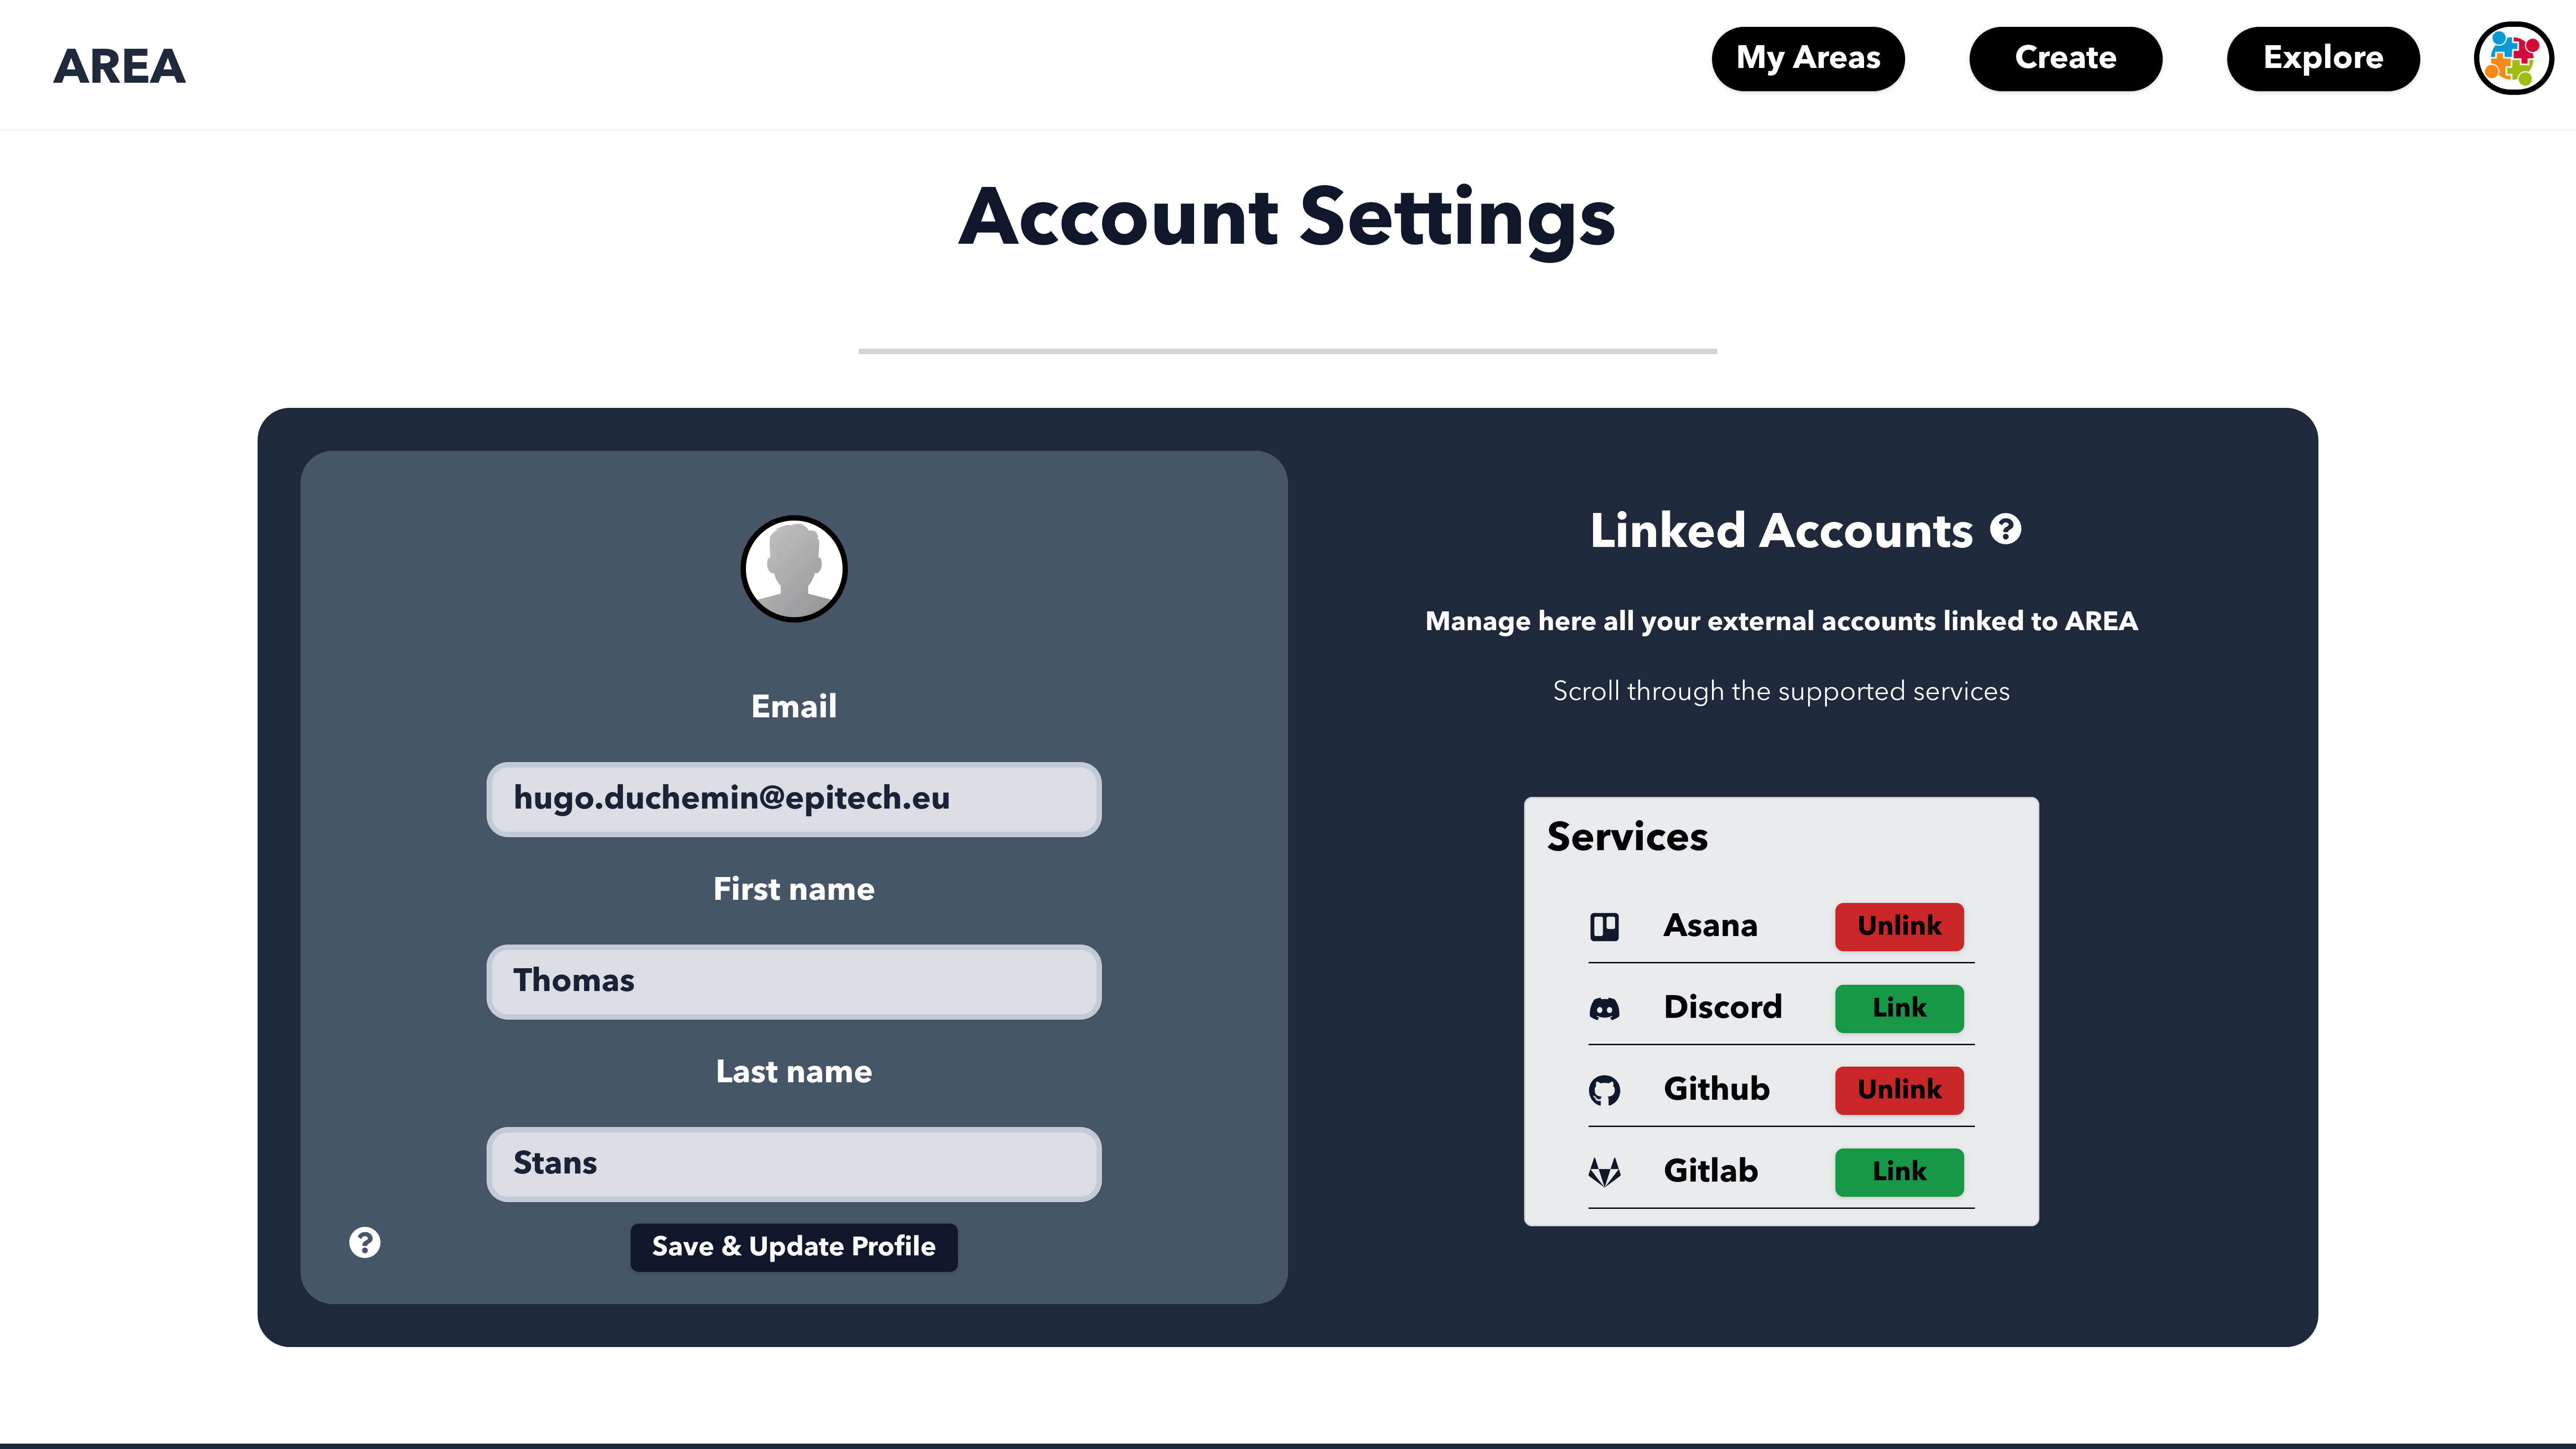 AREA
My Areas
Create
Explore
Account Settings
Email
hugo.duchemin@epitech.eu
First name
Thomas
Last name
Stans
?
Save & Update Profile
Linked Accounts ?
Manage here all your external accounts linked to AREA
Scroll through the supported services
Services
Asana Unlink
Discord Link
Github Unlink
Gitlab Link